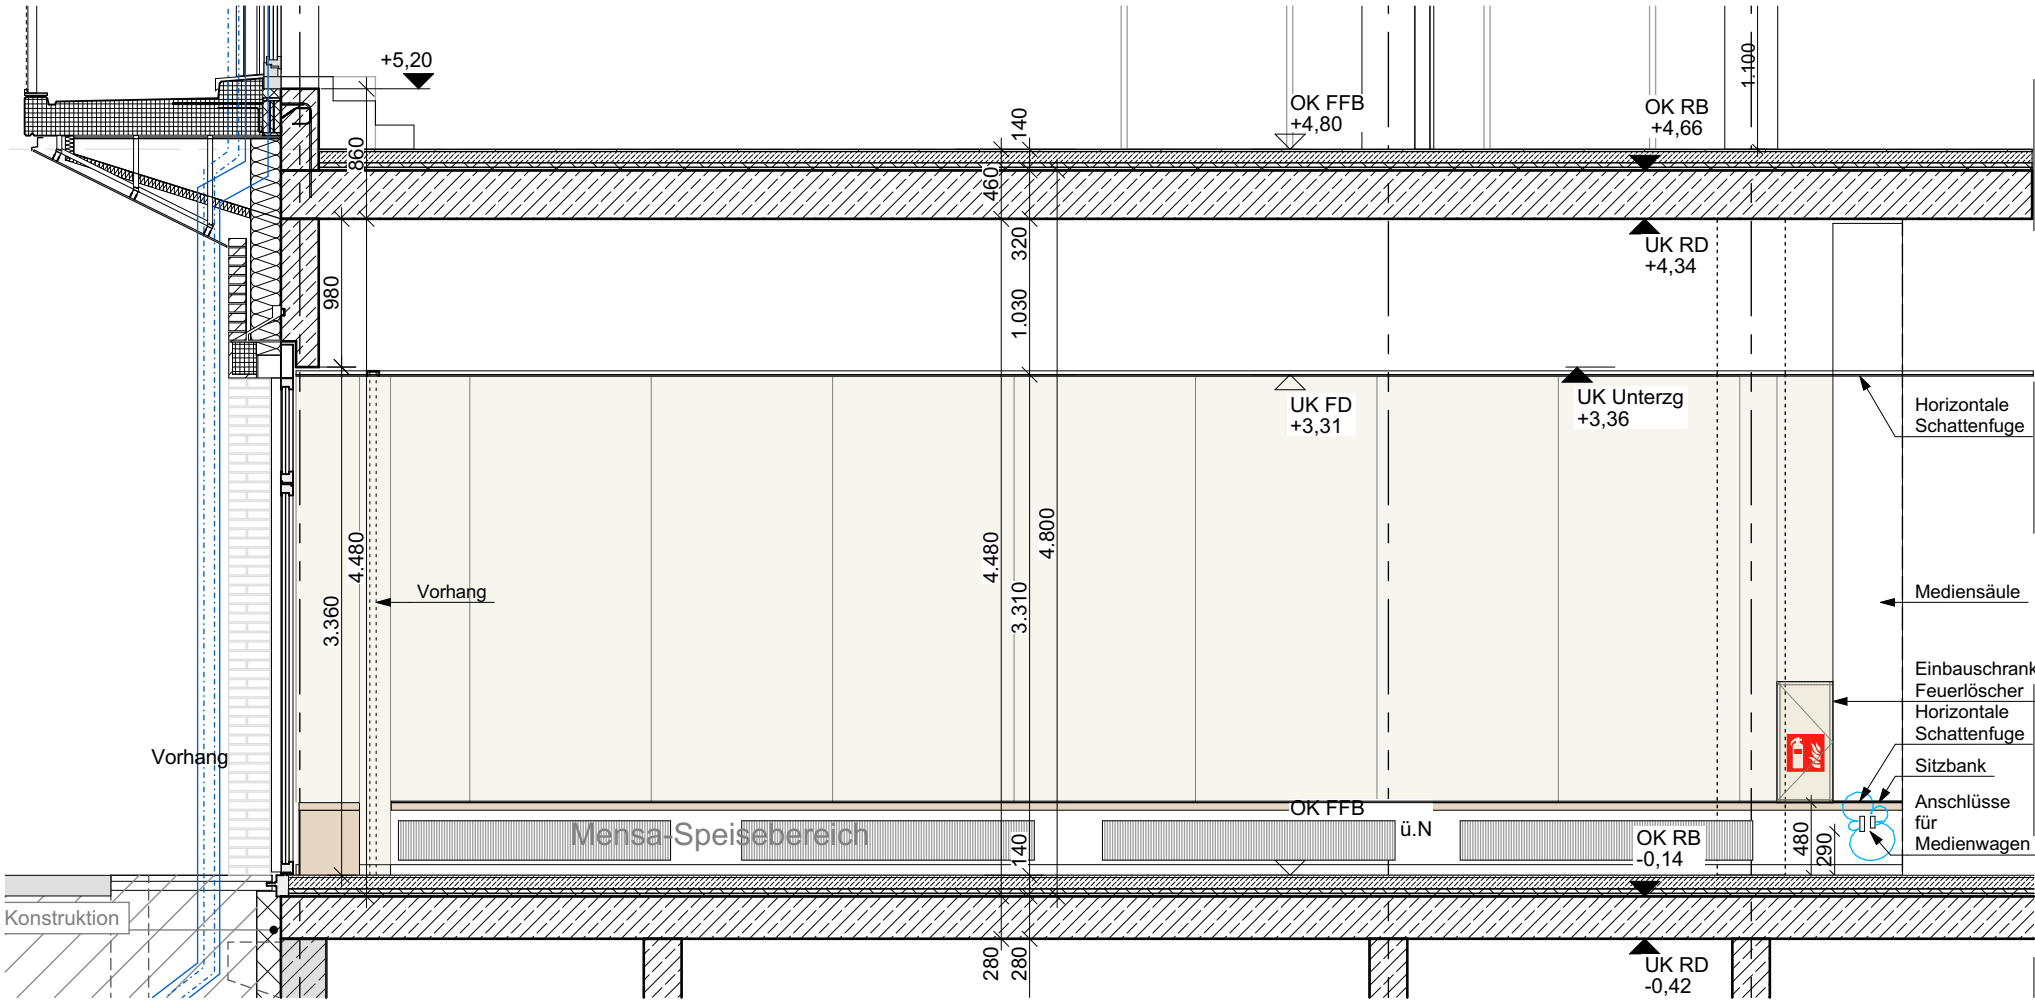 +5,20
OK FFB
+4,80
OK RB
+4,66
1.100
140
860
460
UK RD
+4,34
320
980
1.030
UK FD
+3,31
UK Unterzg
+3,36
Horizontale
Schattenfuge
4.480
3.360
Vorhang
4.480
3.310
4.800
Mediensäule
Einbauschrank
Feuerlöscher
Horizontale
Schattenfuge
Vorhang
Sitzbank
Anschlüsse
für
Medienwagen
OK FFB
ü.N
Mensa-Speisebereich
140
OK RB
-0,14
480
290
Konstruktion
280
280
UK RD
-0,42